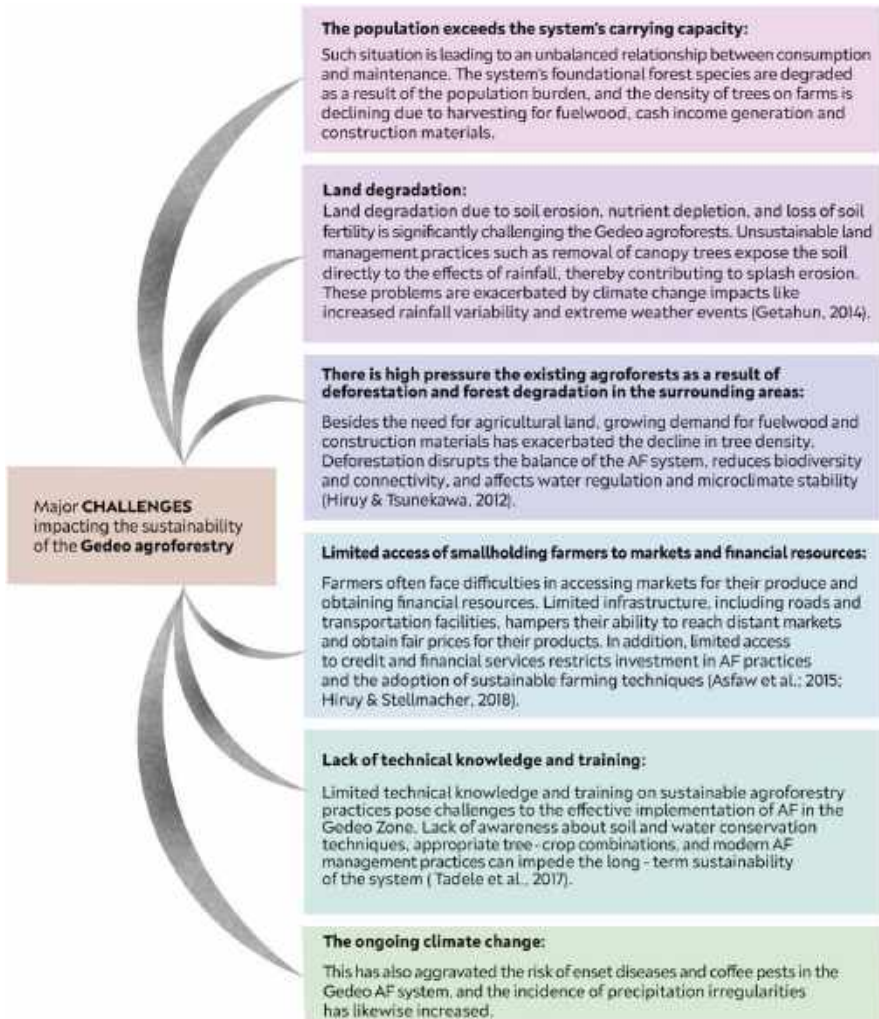 The population exceeds the system's carrying capacity:
Such situation is leading to an unbalanced relationship between consumption
and maintenance. The system's foundational forest species are degraded
as a result of the population burden, and the density of trees on farms is
declining due to harvesting for fuelwood, cash income generation and
construction materials.
Land degradation:
Land degradation due to soil erosion, nutrient depletion, and loss of soil
fertility is significantly challenging the Gedeo agroforests. Unsustainable land
management practices such as removal of canopy trees expose the soil
directly to the effects of rainfall, thereby contributing to splash erosion.
These problems are exacerbated by climate change impacts like
increased rainfall variability and extreme weather events (Getahun, 2014).
There is high pressure the existing agroforests as a result of
deforestation and forest degradation in the surrounding areas:
Besides the need for agricultural land, growing demand for fuelwood and
construction materials has exacerbated the decline in tree density.
Deforestation disrupts the balance of the AF system, reduces biodiversity
and connectivity, and affects water regulation and microclimate stability
(Hiruy & Tsunekawa, 2012).
Major CHALLENGES
impacting the sustainability
of the Gedeo agroforestry
Limited access of smallholding farmers to markets and financial resources:
Farmers often face difficulties in accessing markets for their produce and
obtaining financial resources. Limited infrastructure, including roads and
transportation facilities, hampers their ability to reach distant markets
and obtain fair prices for their products. In addition, limited access
to credit and financial services restricts investment in AF practices
and the adoption of sustainable farming techniques (Asfaw et al.; 2015;
Hiruy & Stellmacher, 2018).
Lack of technical knowledge and training:
Limited technical knowledge and training on sustainable agroforestry
practices pose challenges to the effective implementation of AF in the
Gedeo Zone. Lack of awareness about soil and water conservation
techniques, appropriate tree-crop combinations, and modern AF
management practices can impede the long - term sustainability
of the system ( Tadele et al., 2017).
The ongoing climate change:
This has also aggravated the risk of enset diseases and coffee pests in the
Gedeo AF system, and the incidence of precipitation irregularities
has likewise increased.